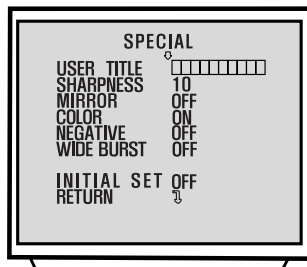 SPECIAL
USER TITLE
SHARPNESS 10
MIRROR OFF
COLOR ON
NEGATIVE OFF
WIDE BURST OFF
INITIAL SET OFF
RETURN